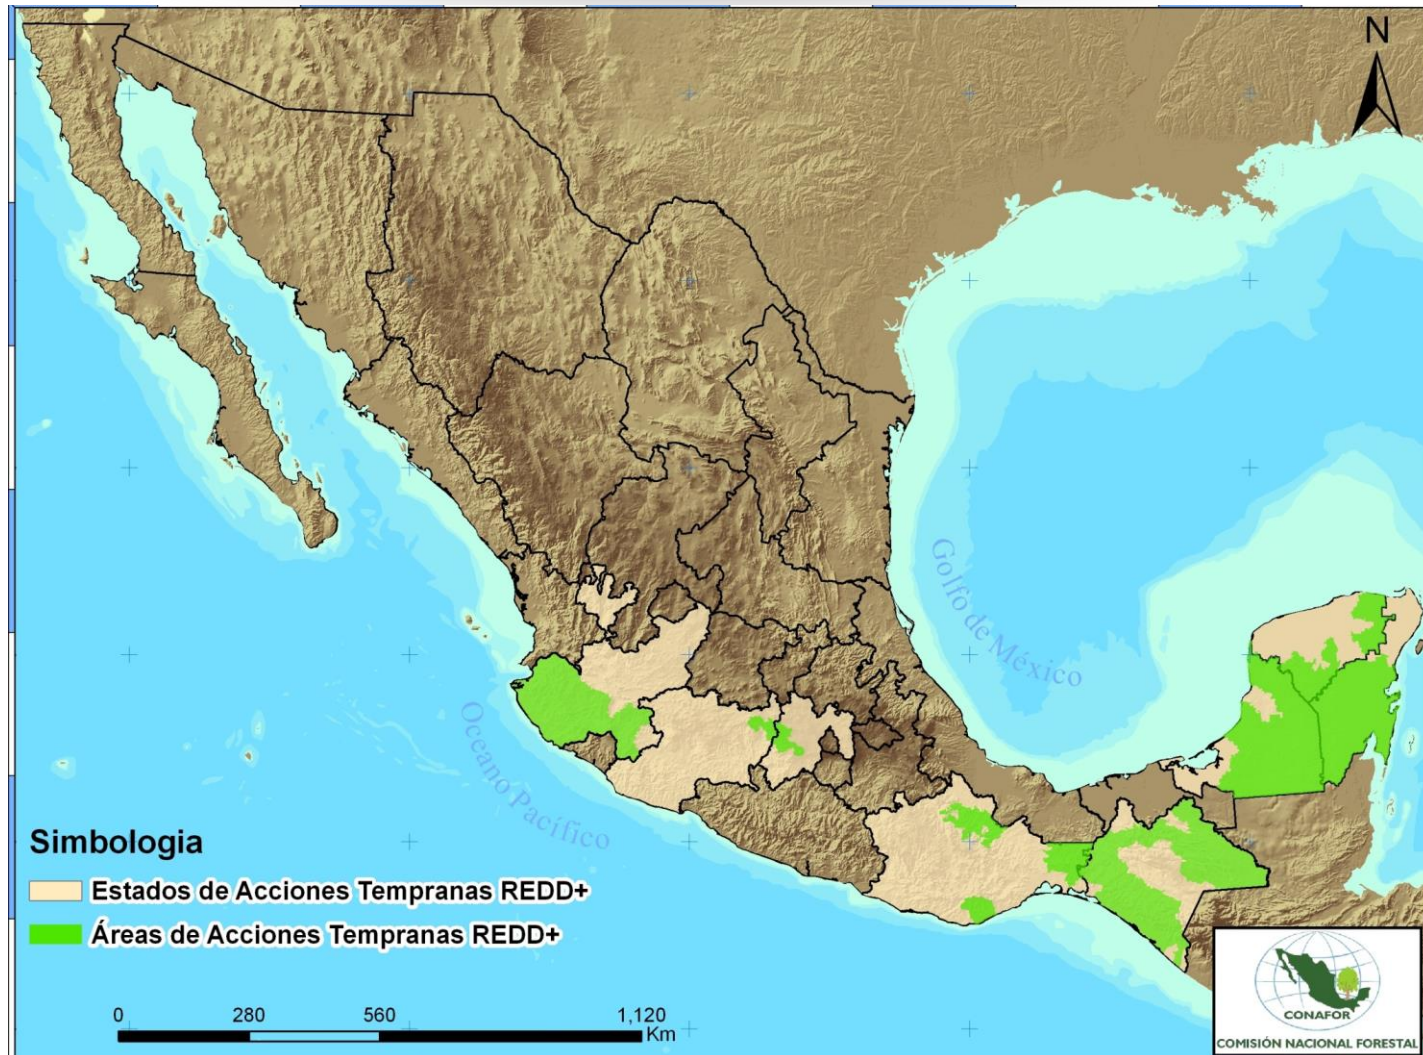 N
Golfo de México
Oceano Pacífico
Simbologia
Estados de Acciones Tempranas REDD+
Áreas de Acciones Tempranas REDD+
0 280 560 1,120
Km
CONAFOR
COMISIÓN NACIONAL FORESTAL